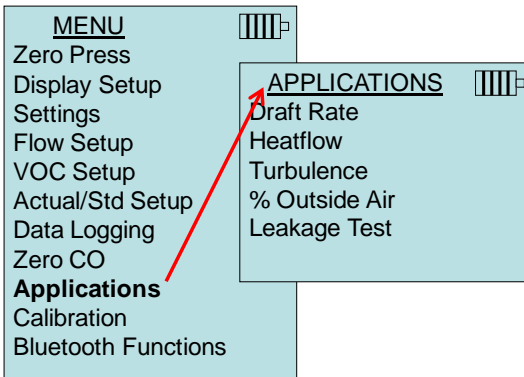 MENU
Zero Press
Display Setup
Settings
Flow Setup
VOC Setup
Actual/Std Setup
Data Logging
Zero CO
Applications
Calibration
Bluetooth Functions
APPLICATIONS
Draft Rate
Heatflow
Turbulence
% Outside Air
Leakage Test